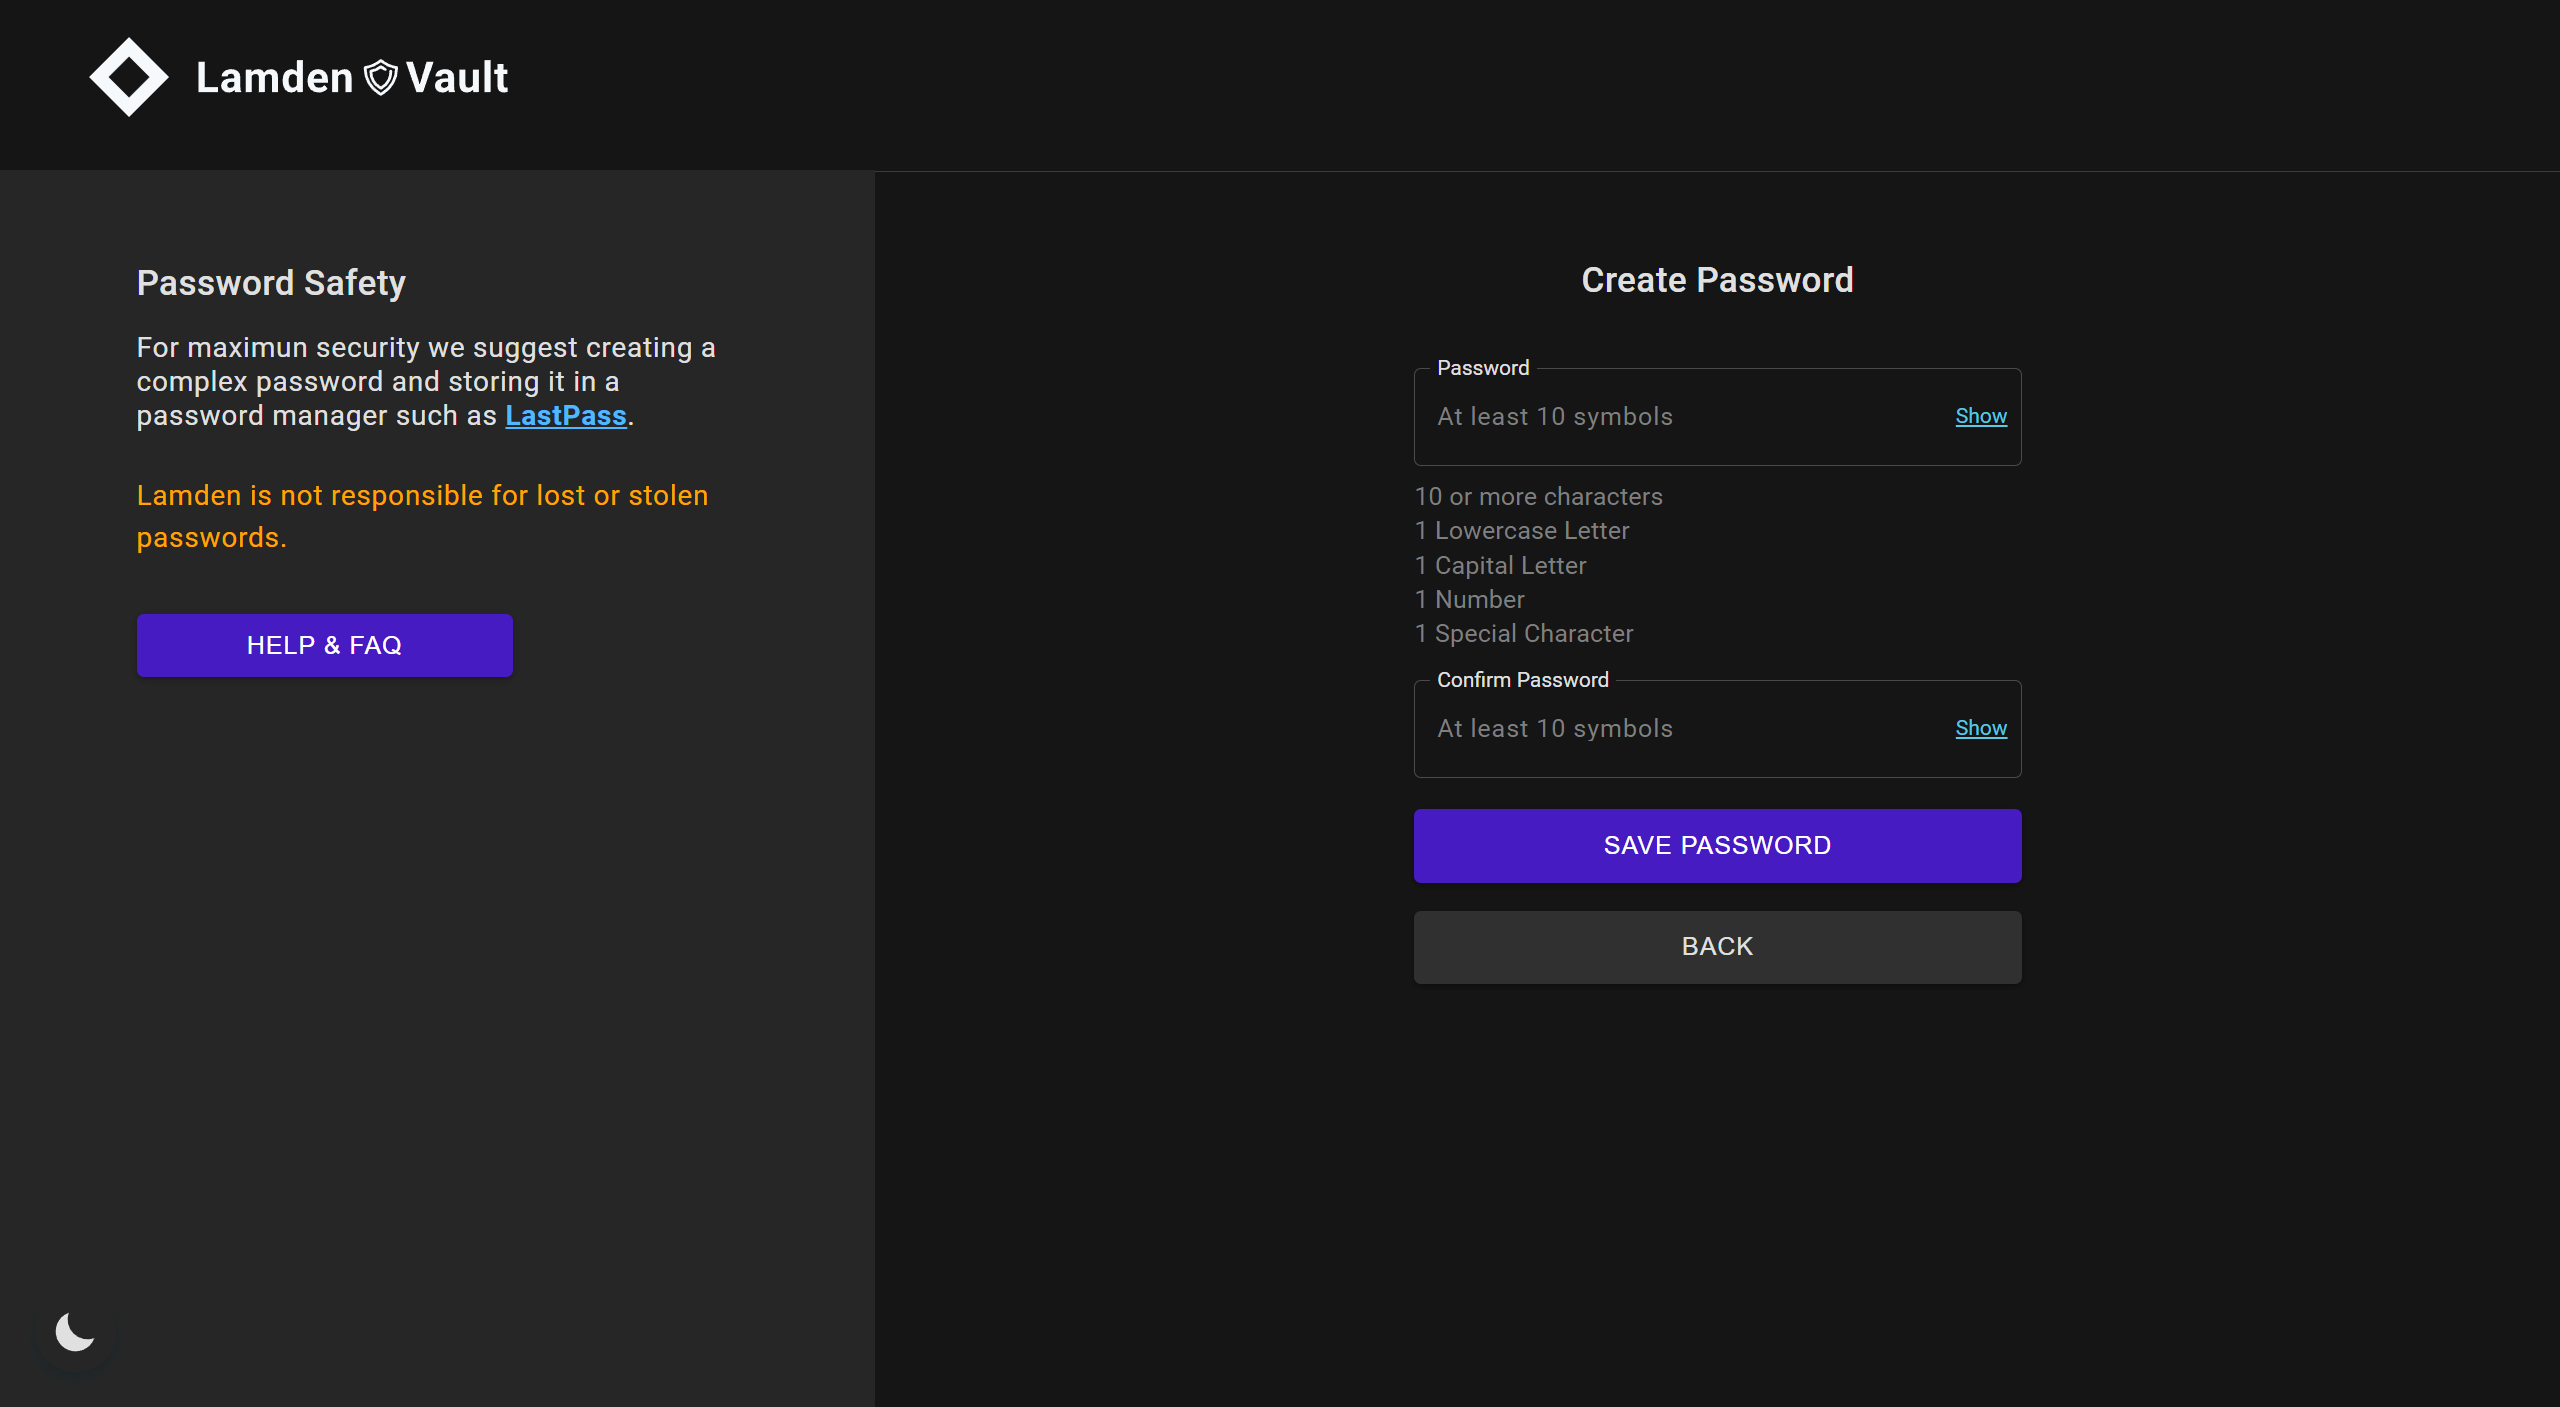 Lamden Vault
Password Safety
For maximun security we suggest creating a
complex password and storing it in a
password manager such as LastPass.
Lamden is not responsible for lost or stolen
passwords.
HELP & FAQ
Create Password
Password
At least 10 symbols
Show
10 or more characters
1 Lowercase Letter
1 Capital Letter
1 Number
1 Special Character
Confirm Password
At least 10 symbols
Show
SAVE PASSWORD
BACK